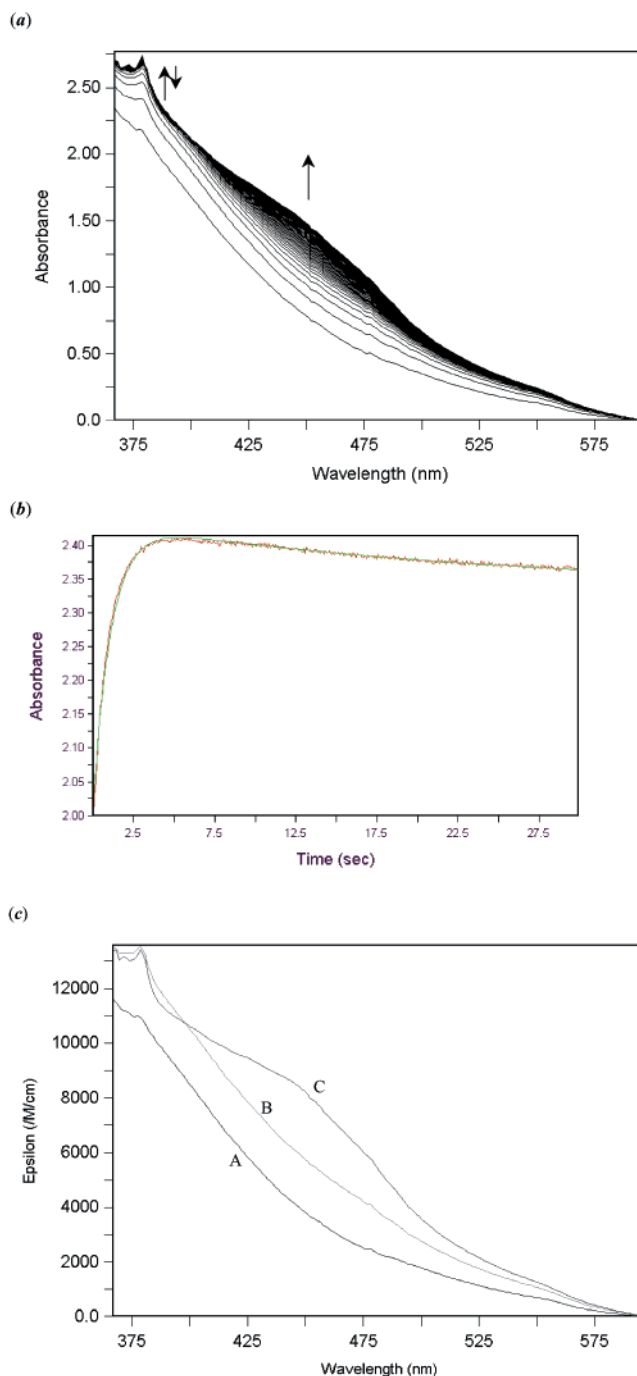 (a)
2.50
2.00
1.50
1.00
0.50
0.0
Absorbance
375 425 475 525 575
Wavelength (nm)
(b)
2.40
2.35
2.30
2.25
2.20
2.15
2.10
2.05
2.00
Absorbance
2.5 7.5 12.5 17.5 22.5 27.5
Time (sec)
(c)
12000
10000
8000
6000
4000
2000
0.0
Epsilon (/M/cm)
C
B
A
375 425 475 525 575
Wavelength (nm)